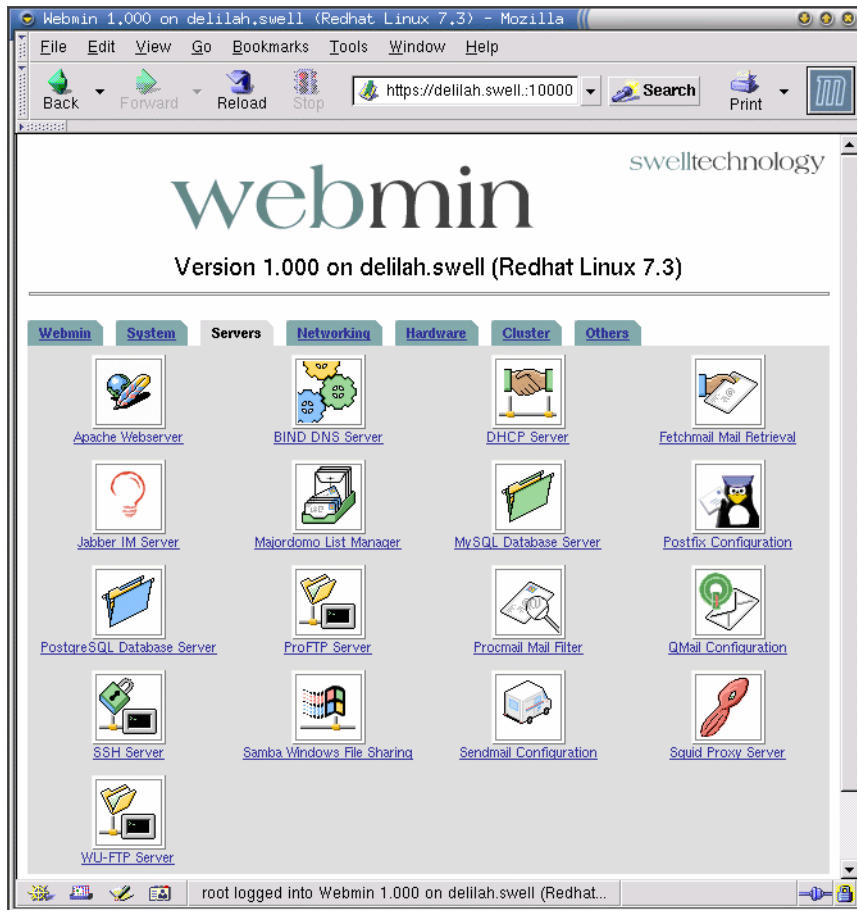 Webmin 1.000 on delilah.swell (Redhat Linux 7.3) - Mozilla
File Edit View Go Bookmarks Tools Window Help
Back Forward Reload Stop https://delilah.swell.:10000 Search Print
swelltechnology
webmin
Version 1.000 on delilah.swell (Redhat Linux 7.3)
Webmin System Servers Networking Hardware Cluster Others
Apache Webserver BIND DNS Server DHCP Server Fetchmail Mail Retrieval
Jabber IM Server Majordomo List Manager MySQL Database Server Postfix Configuration
PostgreSQL Database Server ProFTP Server Procmail Mail Filter QMail Configuration
SSH Server Samba Windows File Sharing Sendmail Configuration Squid Proxy Server
WU-FTP Server
root logged into Webmin 1.000 on delilah.swell (Redhat...